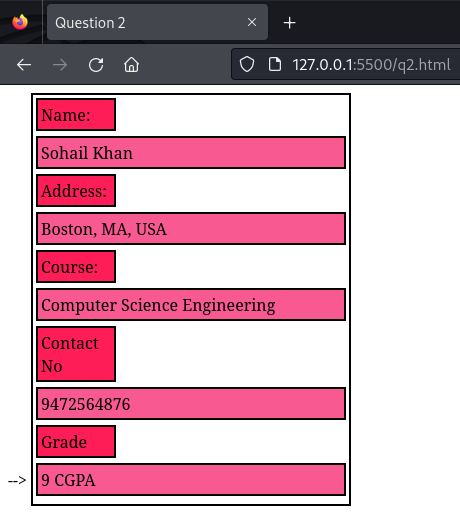 Question 2
127.0.0.1:5500/q2.html
Name:
Sohail Khan
Address:
Boston, MA, USA
Course:
Computer Science Engineering
Contact
No
9472564876
Grade
--> 9 CGPA